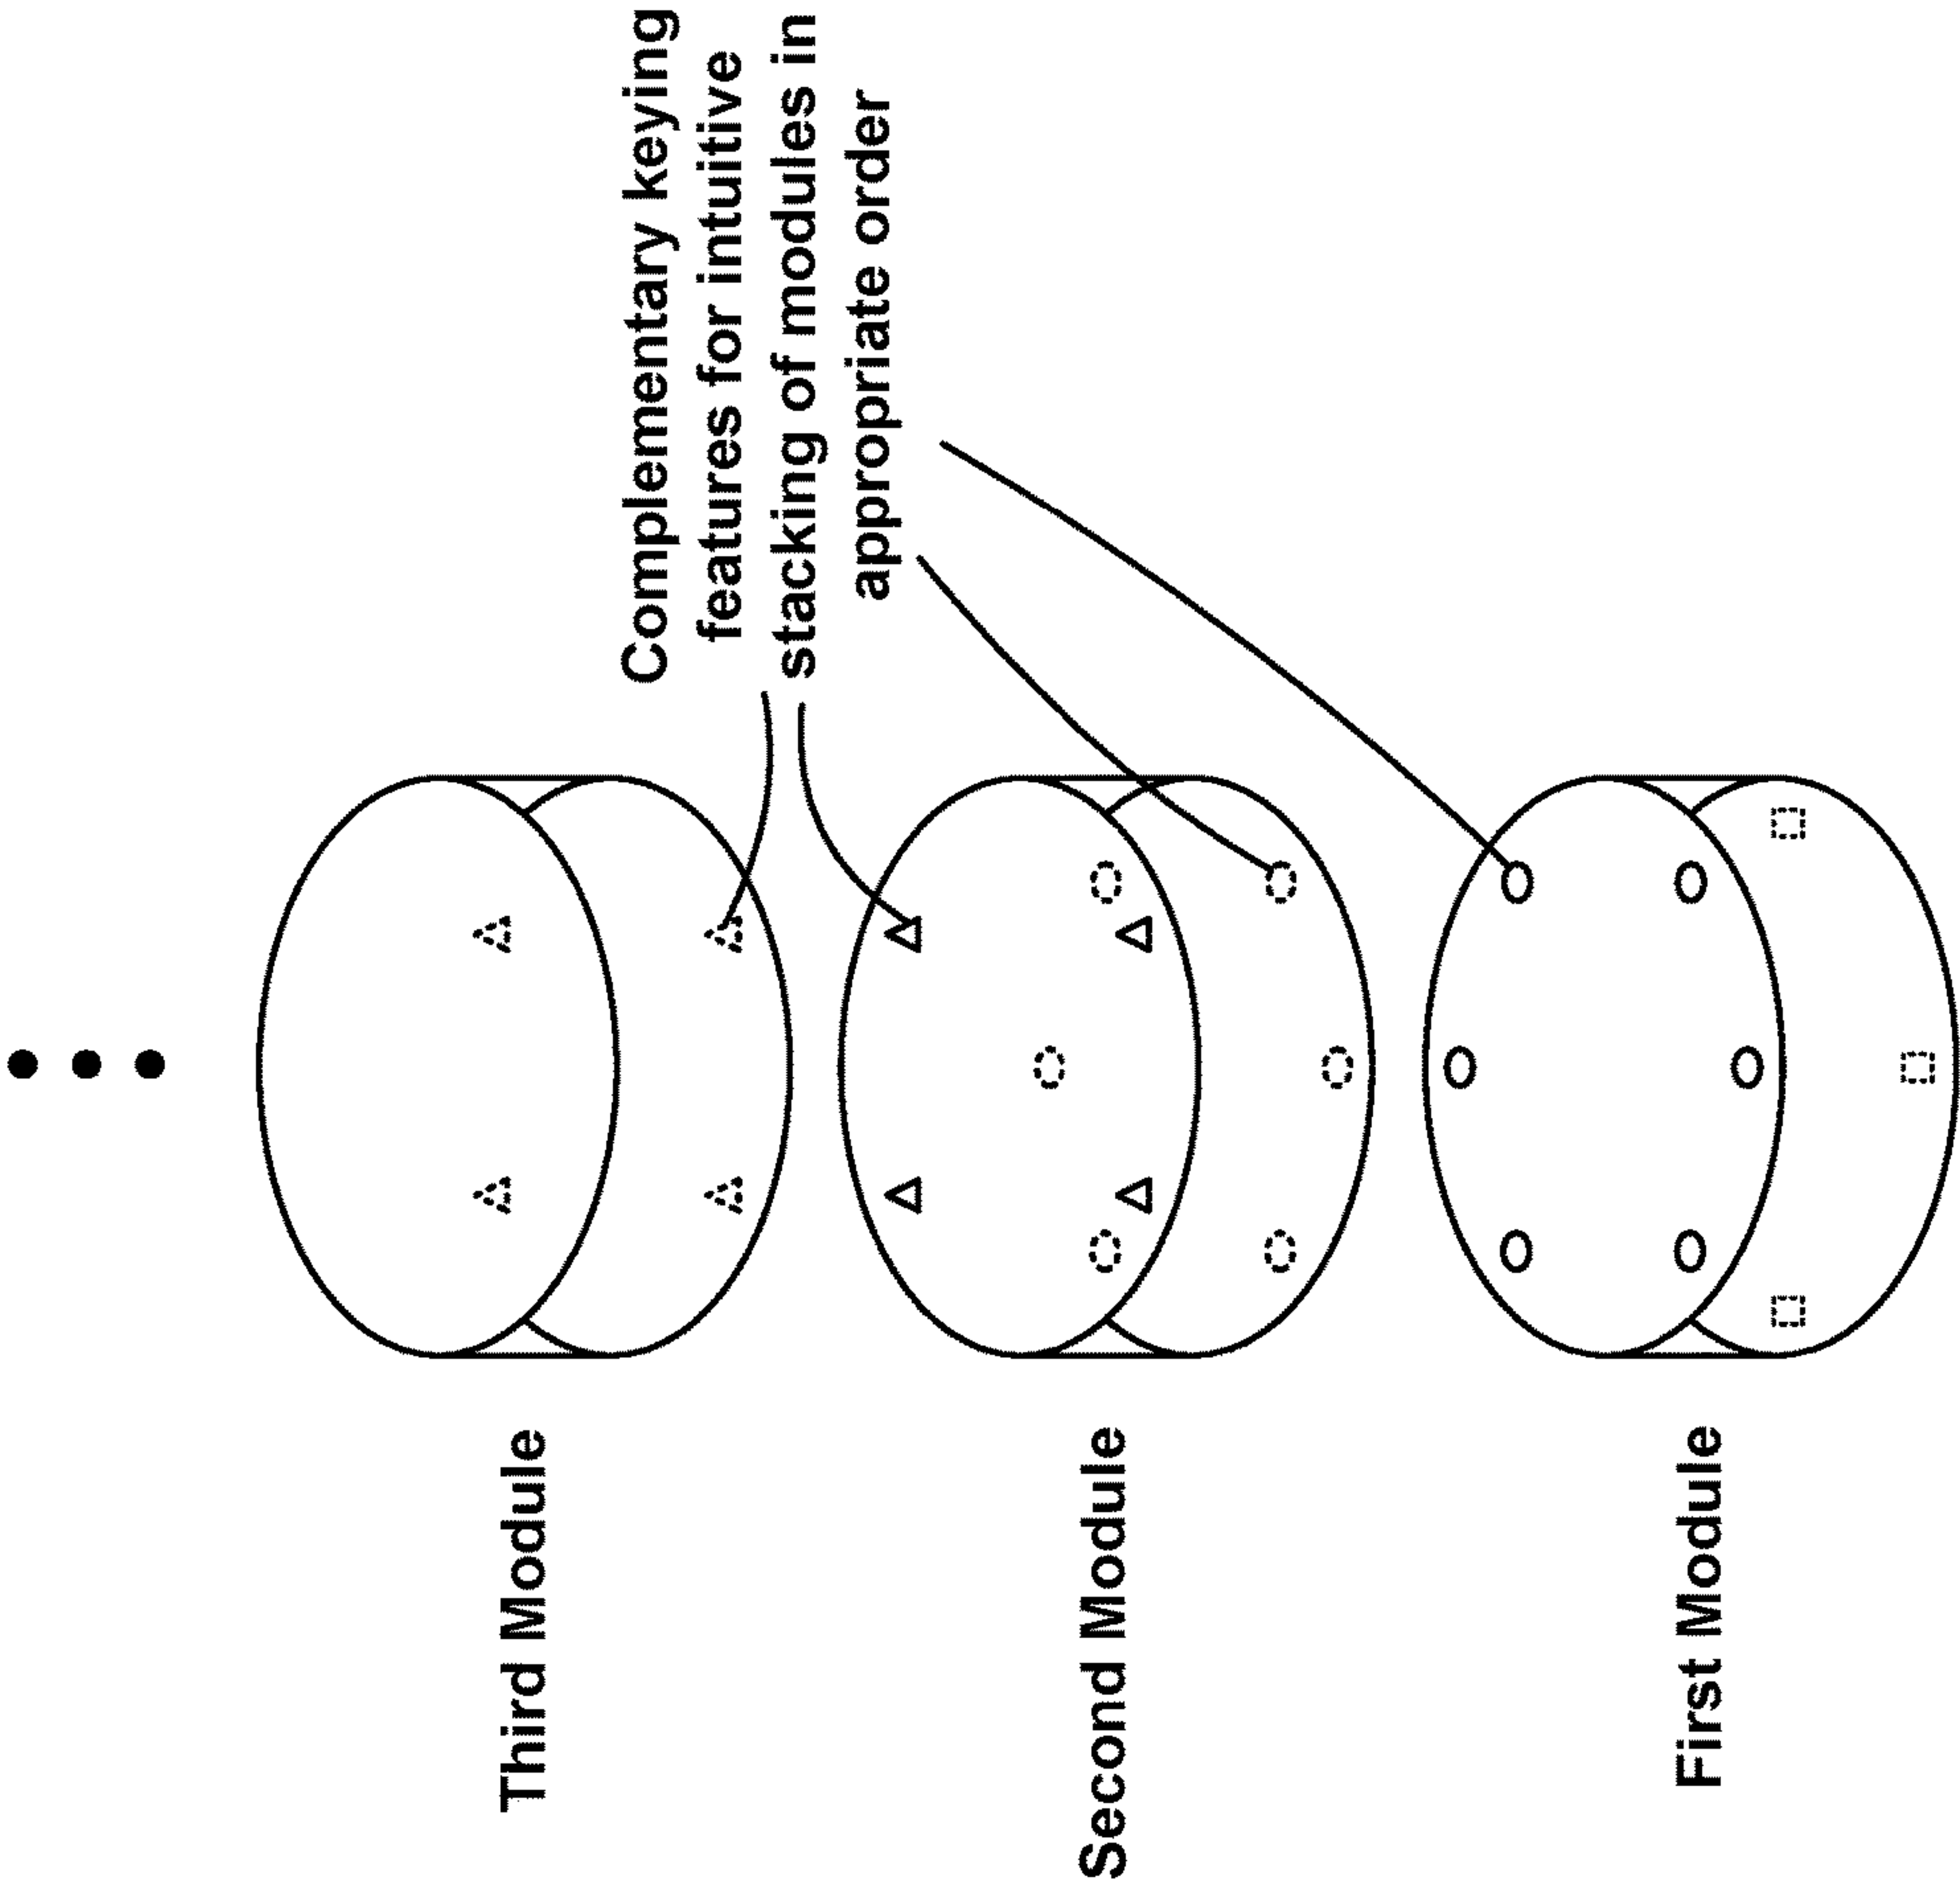 Complementary keying
features for intuitive
stacking of modules in
appropriate order
Third Module
Second Module
First Module